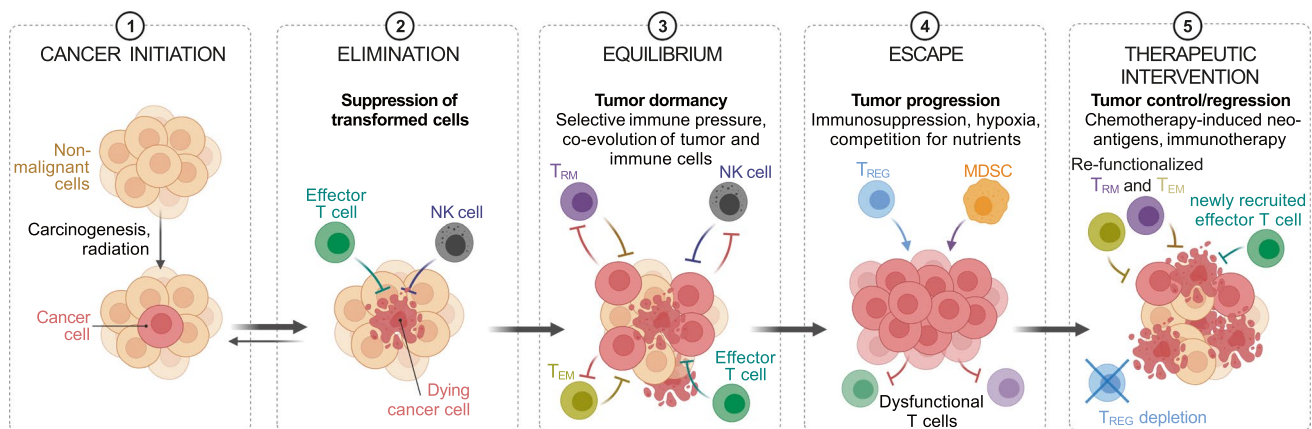 1
CANCER INITIATION
Non-
malignant
cells
Carcinogenesis,
radiation
Cancer
cell
2
ELIMINATION
Suppression of
transformed cells
Effector
T cell
NK cell
Dying
cancer cell
3
EQUILIBRIUM
Tumor dormancy
Selective immune pressure,
co-evolution of tumor and
immune cells
TRM
NK cell
TEM
Effector
T cell
4
ESCAPE
Tumor progression
Immunosuppression, hypoxia,
competition for nutrients
TREG
MDSC
Dysfunctional
T cells
5
THERAPEUTIC
INTERVENTION
Tumor control/regression
Chemotherapy-induced neo-
antigens, immunotherapy
Re-functionalized
TRM and TEM
newly recruited
effector T cell
TREG depletion